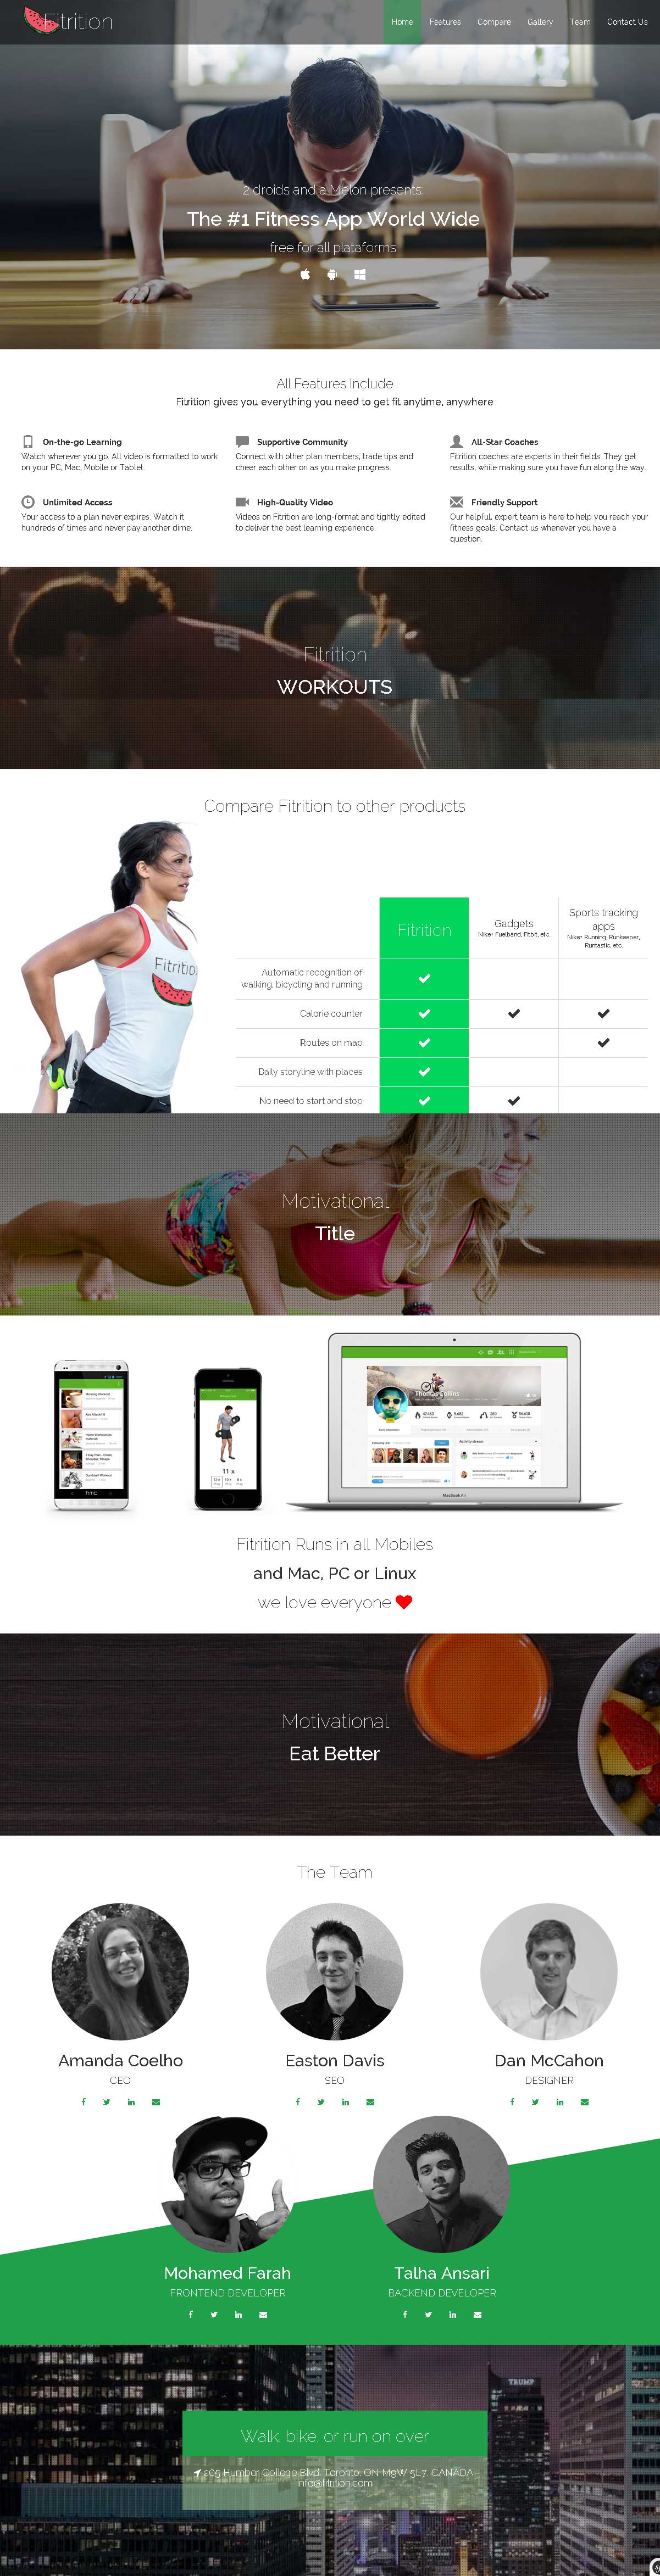 Fitrition
Home Features Compare Gallery Team Contact Us
2 droids and a Melon presents:
The #1 Fitness App World Wide
free for all plataforms
All Features Include
Fitrition gives you everything you need to get fit anytime, anywhere
On-the-go Learning
Watch wherever you go. All video is formatted to work
on your PC, Mac, Mobile or Tablet.
Supportive Community
Connect with other plan members, trade tips and
cheer each other on as you make progress.
All-Star Coaches
Fitrition coaches are experts in their fields. They get
results, while making sure you have fun along the way.
Unlimited Access
Your access to a plan never expires. Watch it
hundreds of times and never pay another dime.
High-Quality Video
Videos on Fitrition are long-format and tightly edited
to deliver the best learning experience.
Friendly Support
Our helpful, expert team is here to help you reach your
fitness goals. Contact us whenever you have a
question.
Fitrition
WORKOUTS
Compare Fitrition to other products
Fitrition
Fitrition
Gadgets
Nike+ Fuelband, Fitbit, etc.
Sports tracking
apps
Nike+ Running, Runkeeper,
Runtastic, etc.
Automatic recognition of
walking, bicycling and running
Calorie counter
Routes on map
Daily storyline with places
No need to start and stop
Motivational
Title
hTC
11 x
Thomas Collins
MacBook Air
Fitrition Runs in all Mobiles
and Mac, PC or Linux
we love everyone
Motivational
Eat Better
The Team
Amanda Coelho
CEO
Easton Davis
SEO
Dan McCahon
DESIGNER
Mohamed Farah
FRONTEND DEVELOPER
Talha Ansari
BACKEND DEVELOPER
TRUMP
Walk, bike, or run on over
205 Humber College Blvd, Toronto, ON M9W 5L7, CANADA
info@fitrition.com